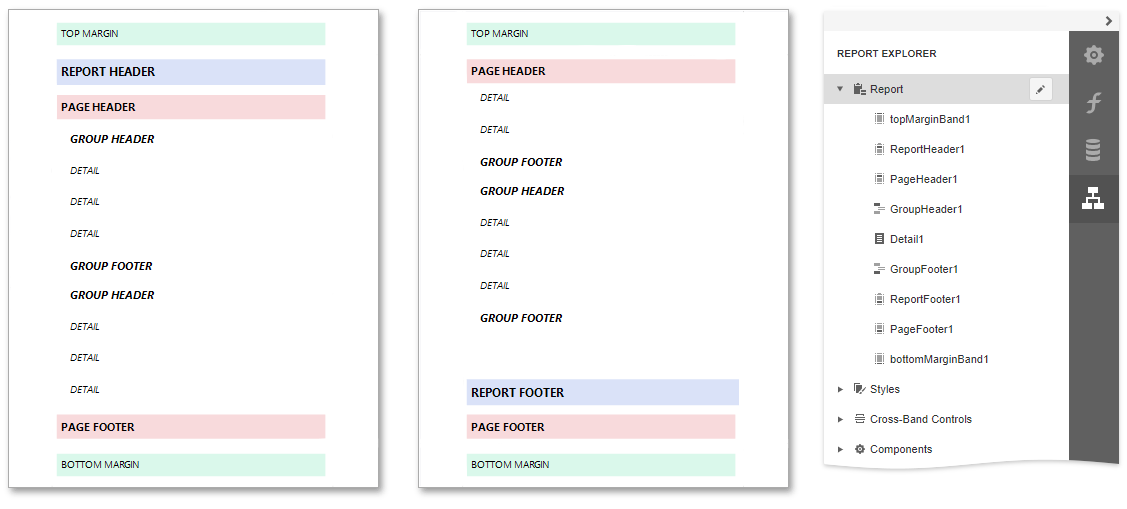 TOP MARGIN
REPORT HEADER
PAGE HEADER
GROUP HEADER
DETAIL
DETAIL
DETAIL
GROUP FOOTER
GROUP HEADER
DETAIL
DETAIL
DETAIL
PAGE FOOTER
BOTTOM MARGIN
TOP MARGIN
PAGE HEADER
DETAIL
DETAIL
GROUP FOOTER
GROUP HEADER
DETAIL
DETAIL
DETAIL
GROUP FOOTER
REPORT FOOTER
PAGE FOOTER
BOTTOM MARGIN
REPORT EXPLORER
Report
topMarginBand1
ReportHeader1
PageHeader1
GroupHeader1
Detail1
GroupFooter1
ReportFooter1
PageFooter1
bottomMarginBand1
Styles
Cross-Band Controls
Components